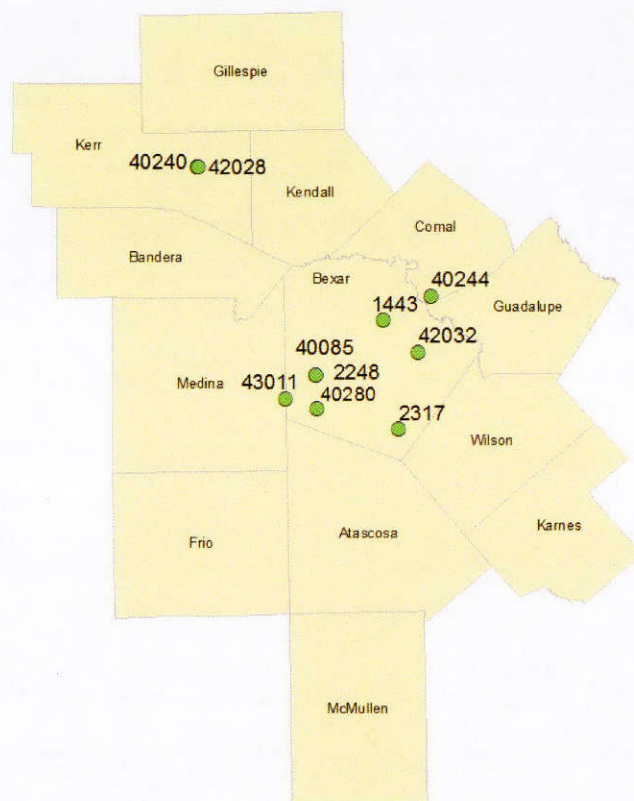 Gillespie
Kerr
40240 42028
Kendall
Comal
Bandera
Bexar
40244
1443
Guadalupe
42032
40085
2248
Medina
43011
40280
2317
Wilson
Frio
Atascosa
Karnes
McMullen